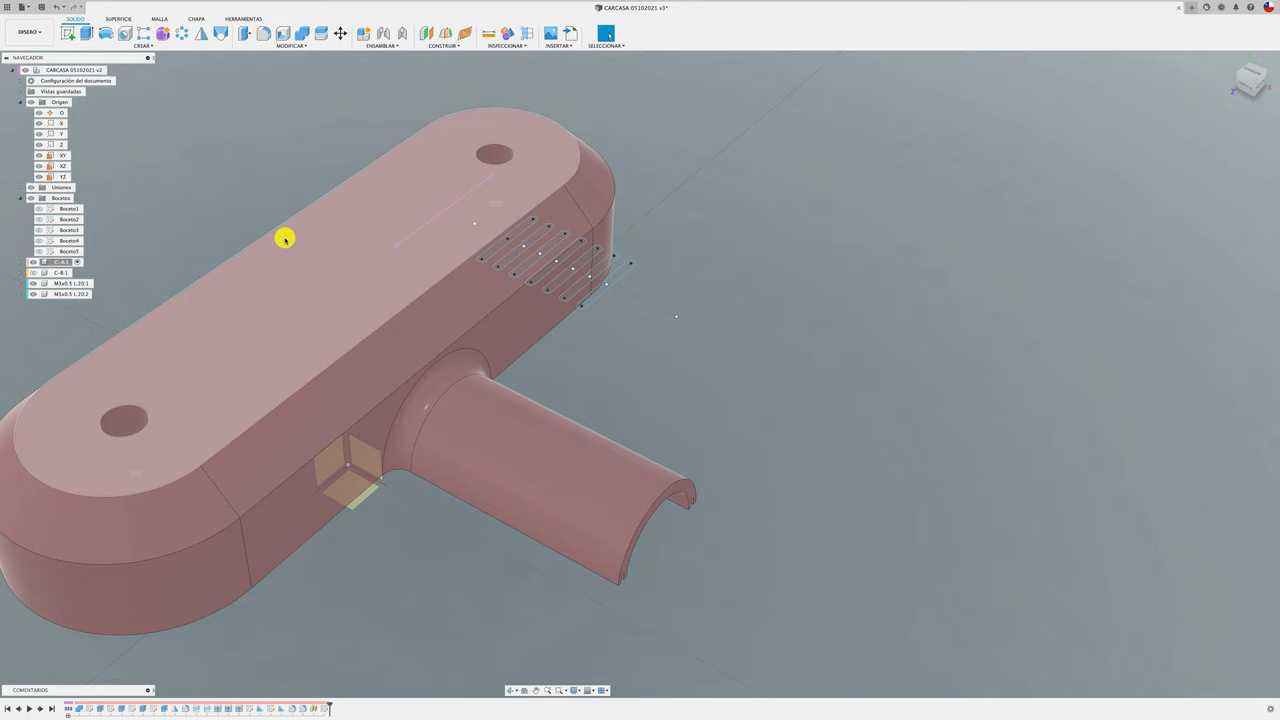 CARCASA 05102021 v3*
SOLIDO
SUPERFICIE
MALLA
CHAPA
HERRAMIENTAS
DISEÑO
CREAR
MODIFICAR
ENSAMBLAR
CONSTRUIR
INSPECCIONAR
INSERTAR
SELECCIONAR
NAVEGADOR
CARCASA 05102021 v2
Configuración del documento
Vistas guardadas
Origen
O
X
Y
Z
XY
XZ
YZ
Uniones
Bocetos
Boceto1
Boceto2
Boceto3
Boceto4
Boceto5
C-A:1
C-B:1
M3x0.5 L:20:1
M3x0.5 L:20:2
Z
X
COMENTARIOS